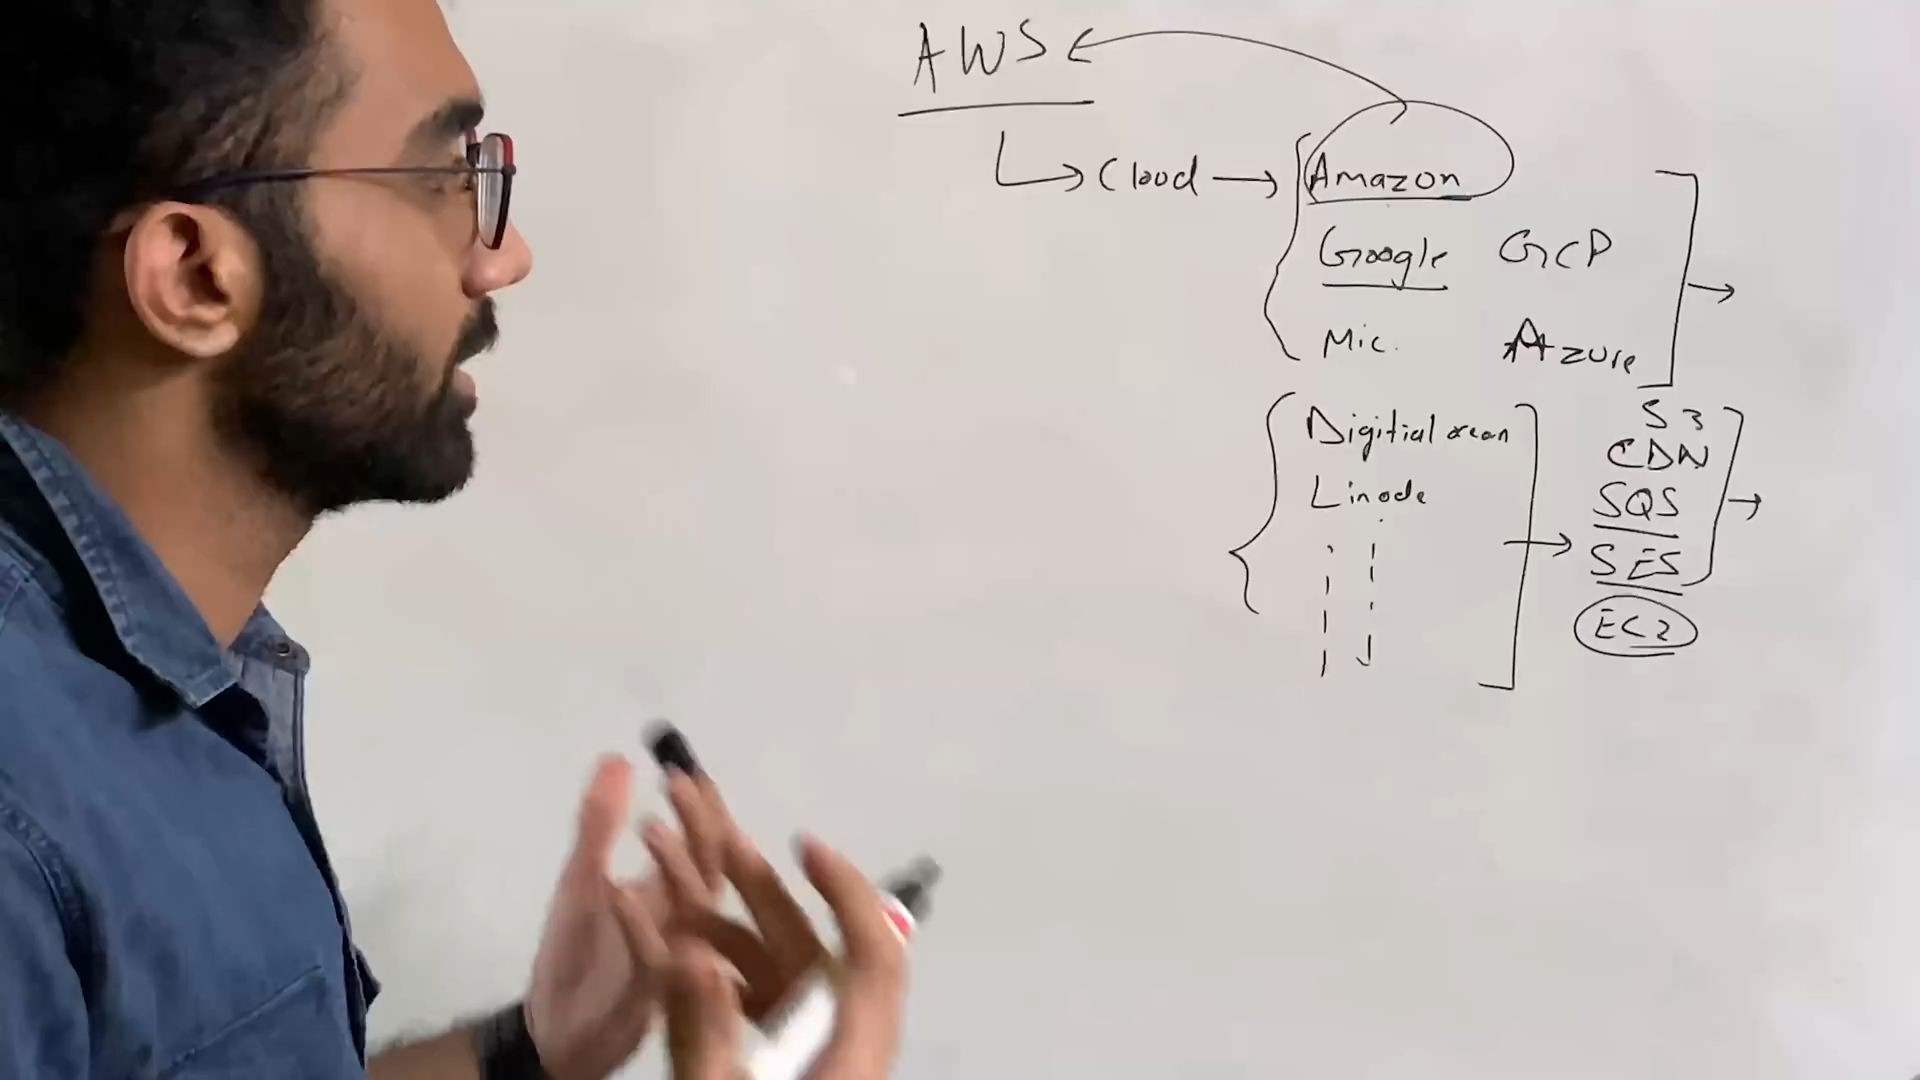 AWS
Cloud Amazon
Google GCP
Mic. Azure
Digitial ocean
Linode
S3
CDN
SQS
SES
EC2